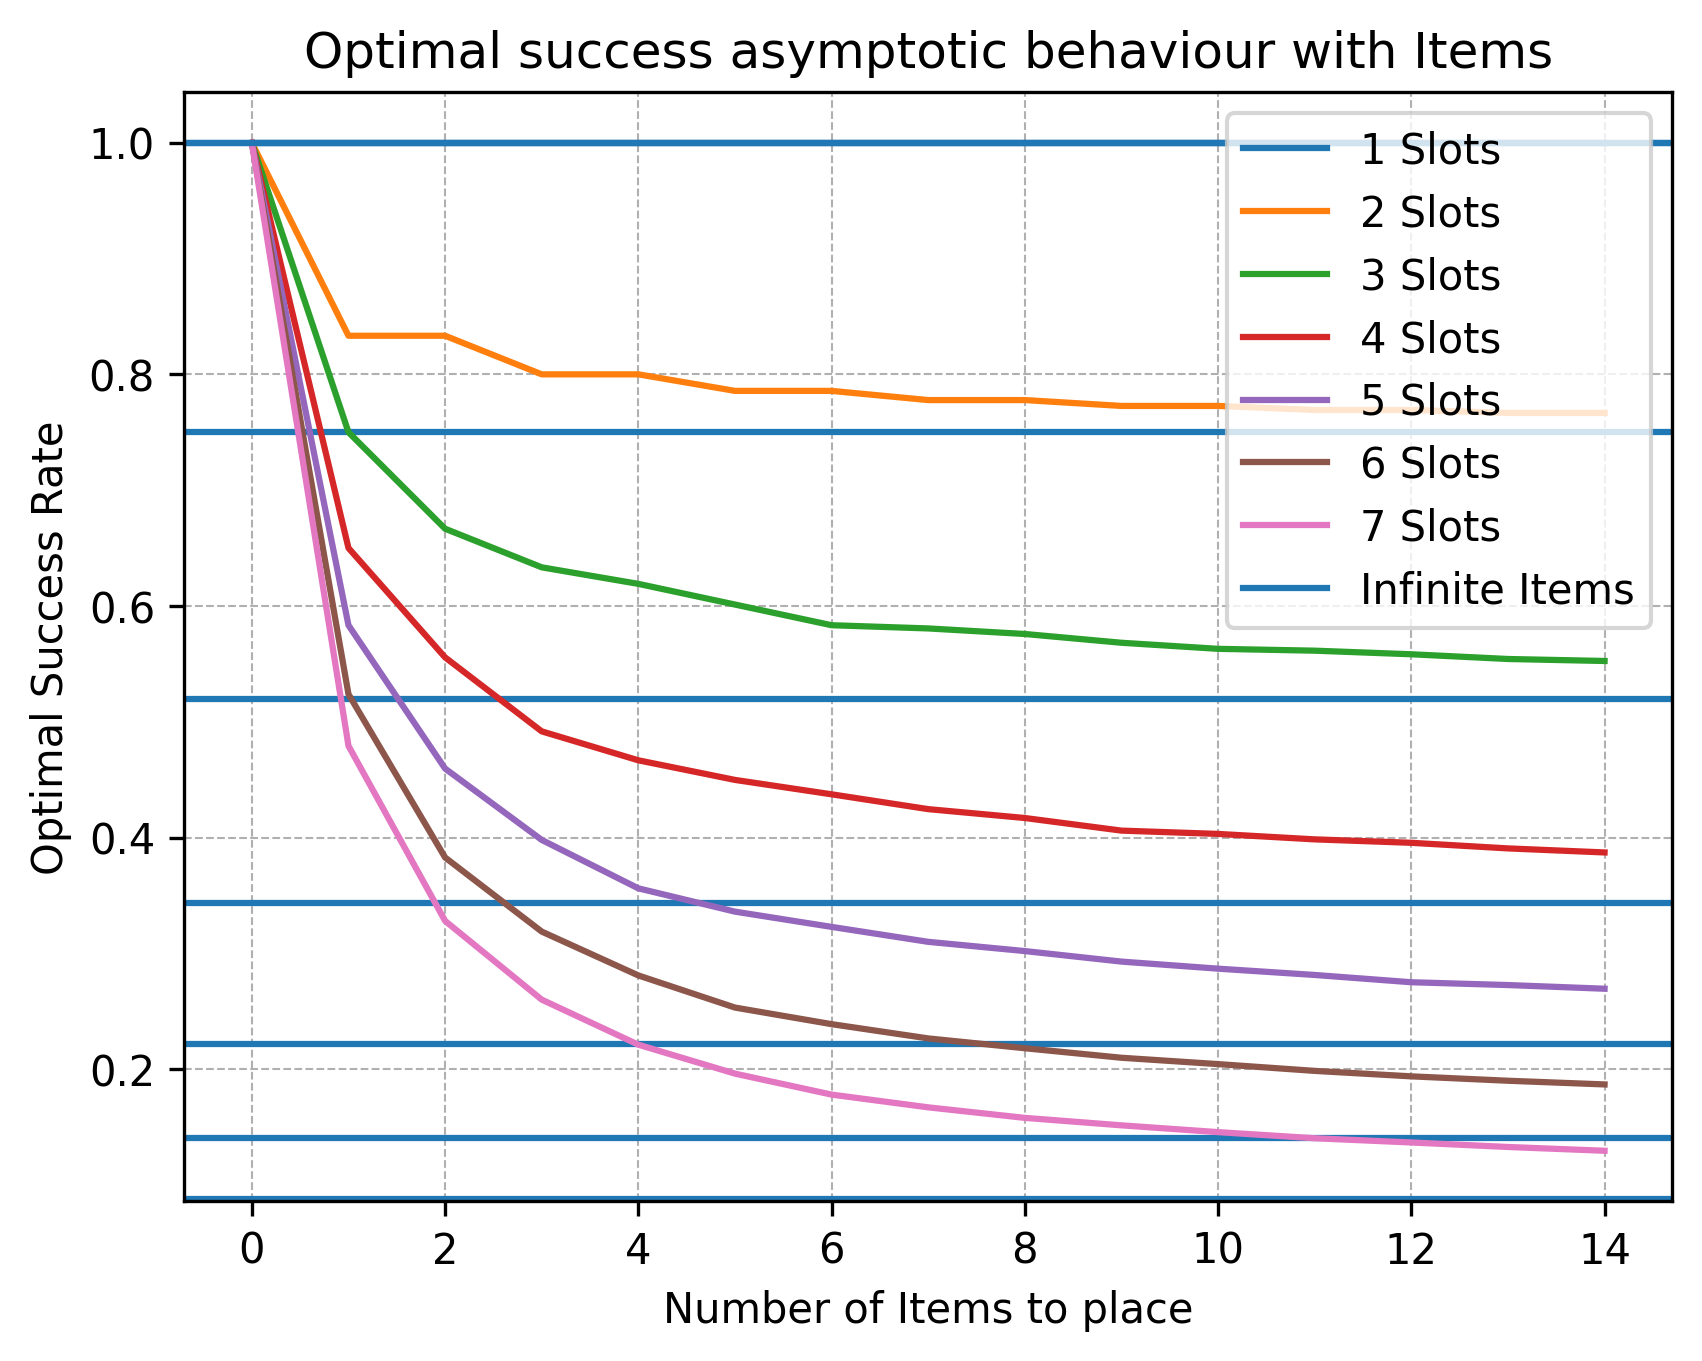 Optimal success asymptotic behaviour with Items
Optimal Success Rate
1.0
0.8
0.6
0.4
0.2
1 Slots
2 Slots
3 Slots
4 Slots
5 Slots
6 Slots
7 Slots
Infinite Items
0 2 4 6 8 10 12 14
Number of Items to place